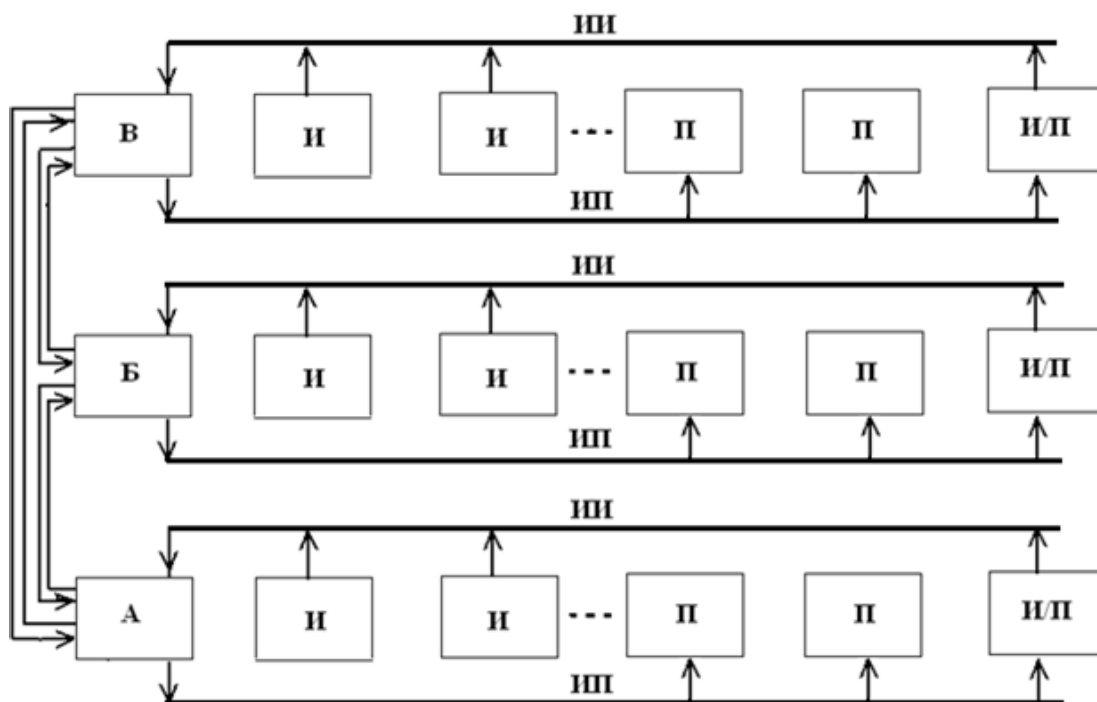 ИИ
В И И П П И/П
ИП
ИИ
Б И И П П И/П
ИП
ИИ
А И И П П И/П
ИП